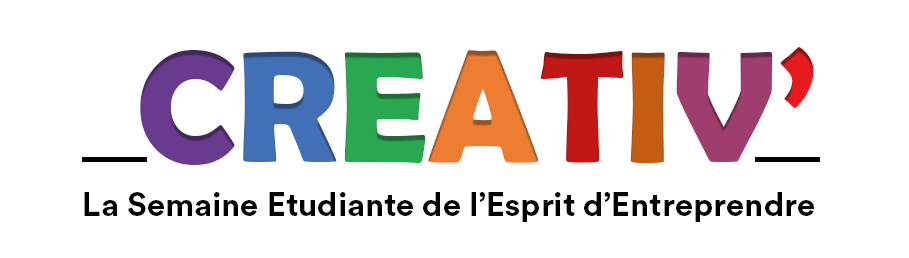 CREATIV’
La Semaine Etudiante de l’Esprit d’Entreprendre